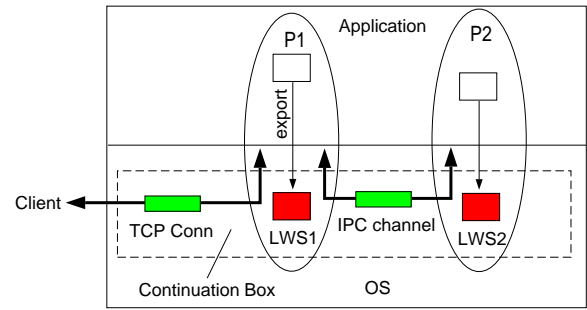 Application
P1
P2
export
Client
TCP Conn
LWS1
IPC channel
LWS2
Continuation Box
OS